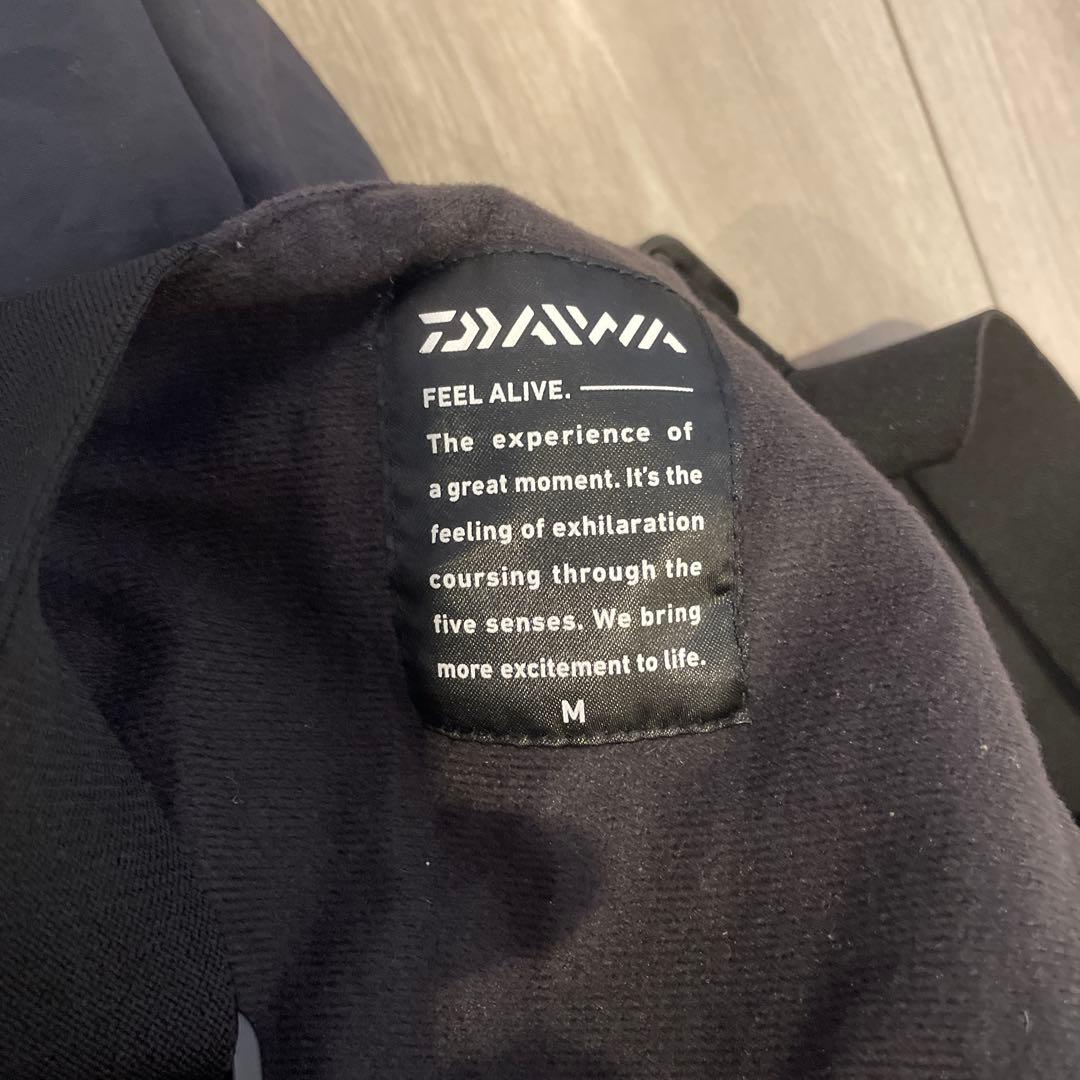 DAIWA
FEEL ALIVE.
The experience of
a great moment. It's the
feeling of exhilaration
coursing through the
five senses. We bring
more excitement to life.
M